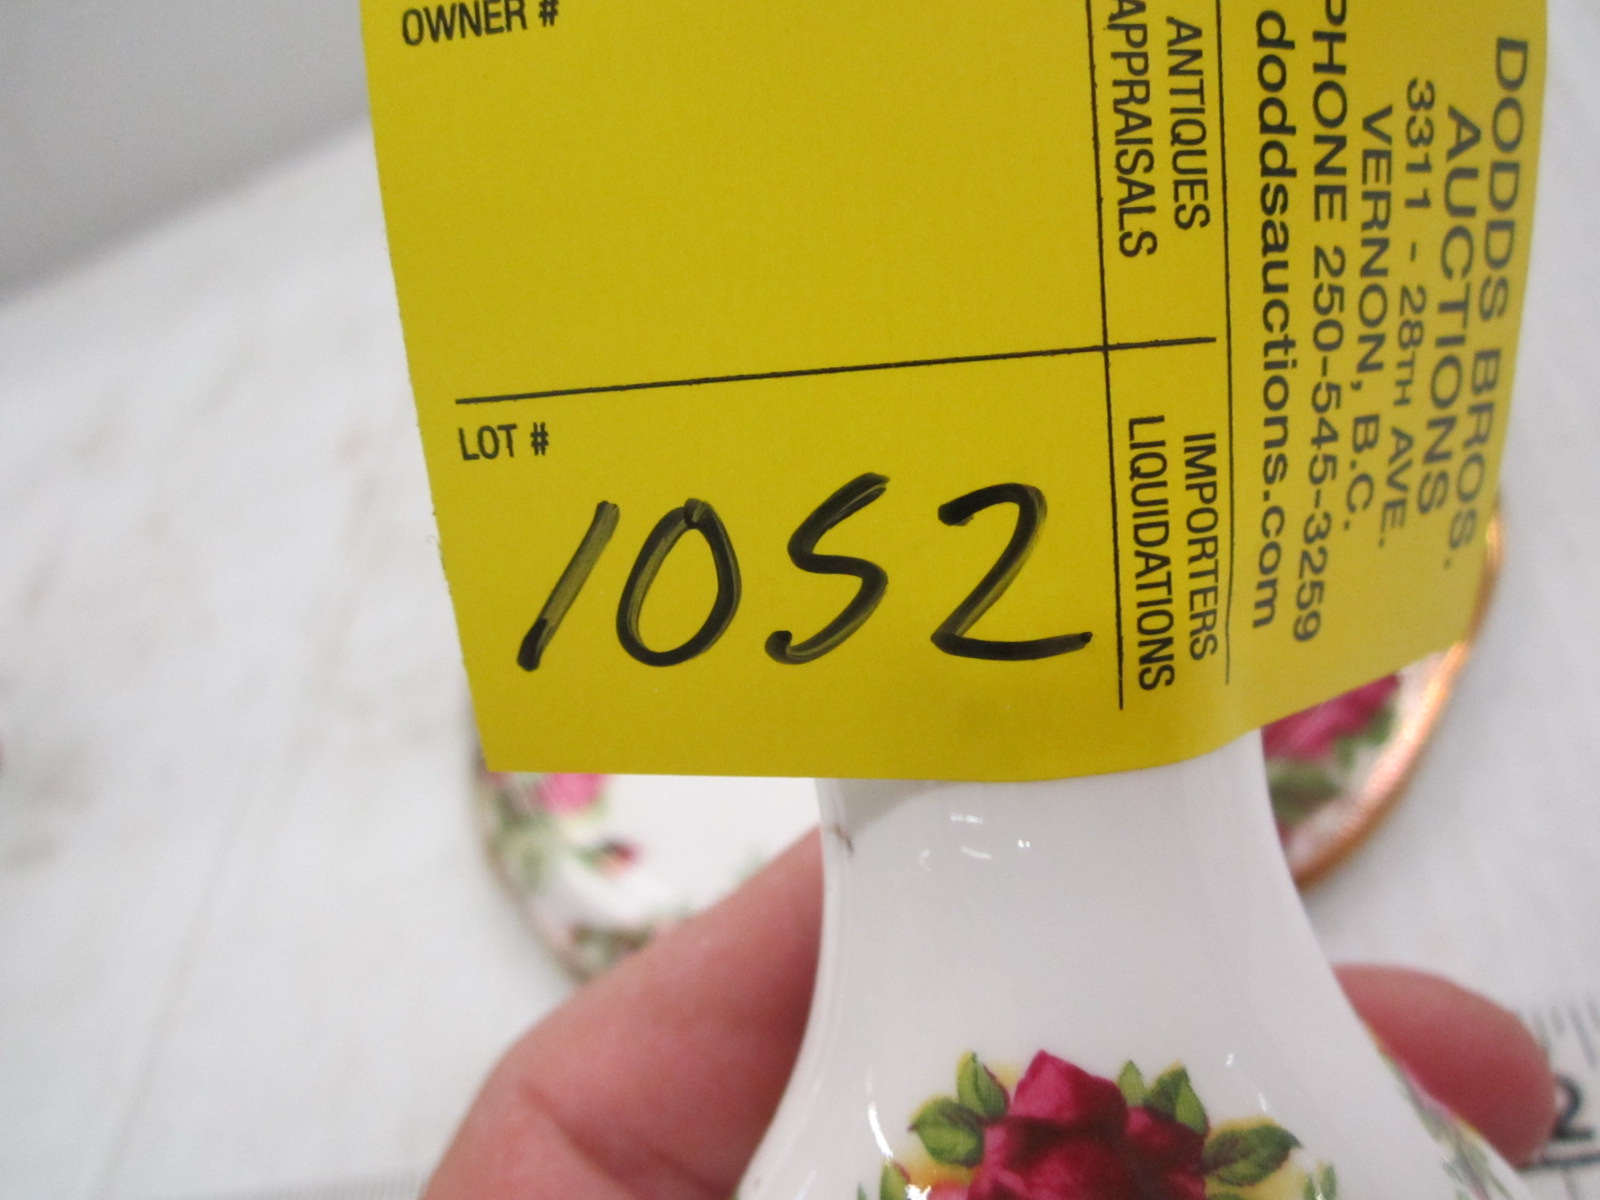 OWNER #
LOT #
1052
ANTIQUES
APPRAISALS
IMPORTERS
LIQUIDATIONS
DODDS BROS.
AUCTIONS
3311 - 28TH AVE.
VERNON, B.C.
PHONE 250-545-3259
doddsauctions.com
2